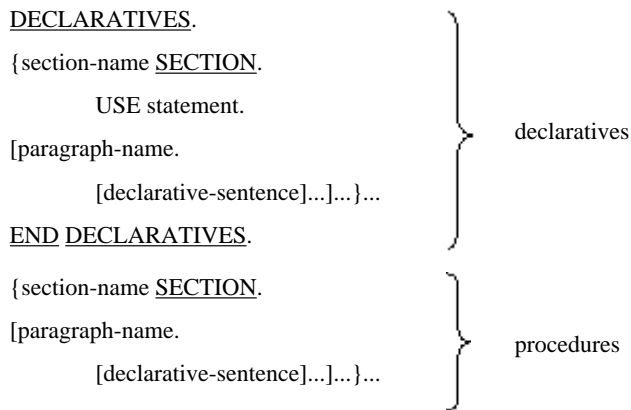 DECLARATIVES.
{section-name SECTION.
USE statement.
[paragraph-name.
[declarative-sentence]...]...}...
END DECLARATIVES.
declaratives
{section-name SECTION.
[paragraph-name.
[declarative-sentence]...]...}...
procedures